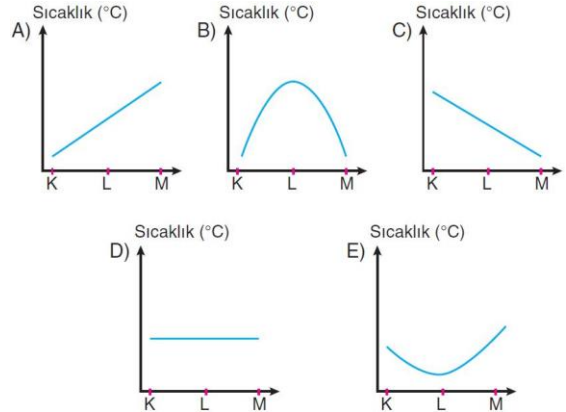 Sıcaklık (°C)
A)
K L M
Sıcaklık (°C)
B)
K L M
Sıcaklık (°C)
C)
K L M
Sıcaklık (°C)
D)
K L M
Sıcaklık (°C)
E)
K L M